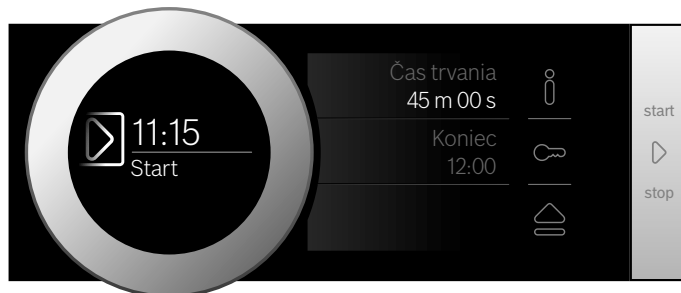 11:15
Start
Čas trvania
45 m 00 s
Koniec
12:00
start
stop